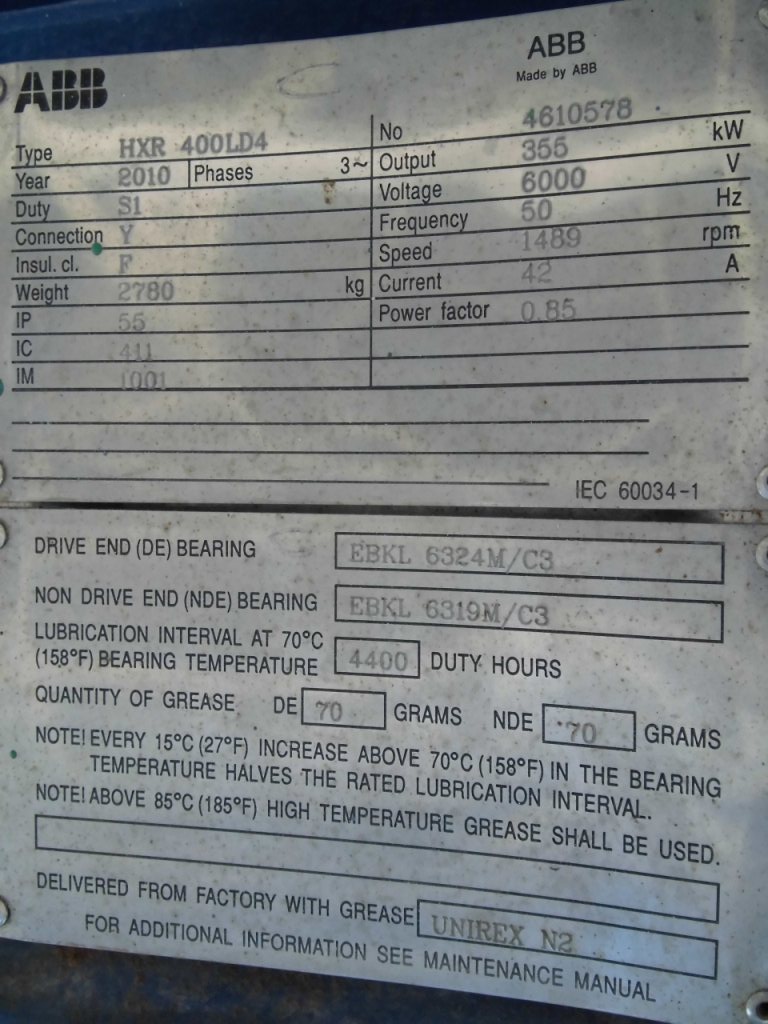 ABB
ABB
Made by ABB
Type HXR 400LD4
Year 2010 Phases 3~
Duty S1
Connection Y
Insul. cl. F
Weight 2780 kg
IP 55
IC 411
IM 1001
No 4610578
Output 355 kW
Voltage 6000 V
Frequency 50 Hz
Speed 1489 rpm
Current 42 A
Power factor 0.85
IEC 60034-1
DRIVE END (DE) BEARING EBKL 6324M/C3
NON DRIVE END (NDE) BEARING EBKL 6319M/C3
LUBRICATION INTERVAL AT 70°C
(158°F) BEARING TEMPERATURE 4400 DUTY HOURS
QUANTITY OF GREASE DE 70 GRAMS NDE 70 GRAMS
NOTE! EVERY 15°C (27°F) INCREASE ABOVE 70°C (158°F) IN THE BEARING
TEMPERATURE HALVES THE RATED LUBRICATION INTERVAL.
NOTE! ABOVE 85°C (185°F) HIGH TEMPERATURE GREASE SHALL BE USED.
DELIVERED FROM FACTORY WITH GREASE UNIREX N2
FOR ADDITIONAL INFORMATION SEE MAINTENANCE MANUAL